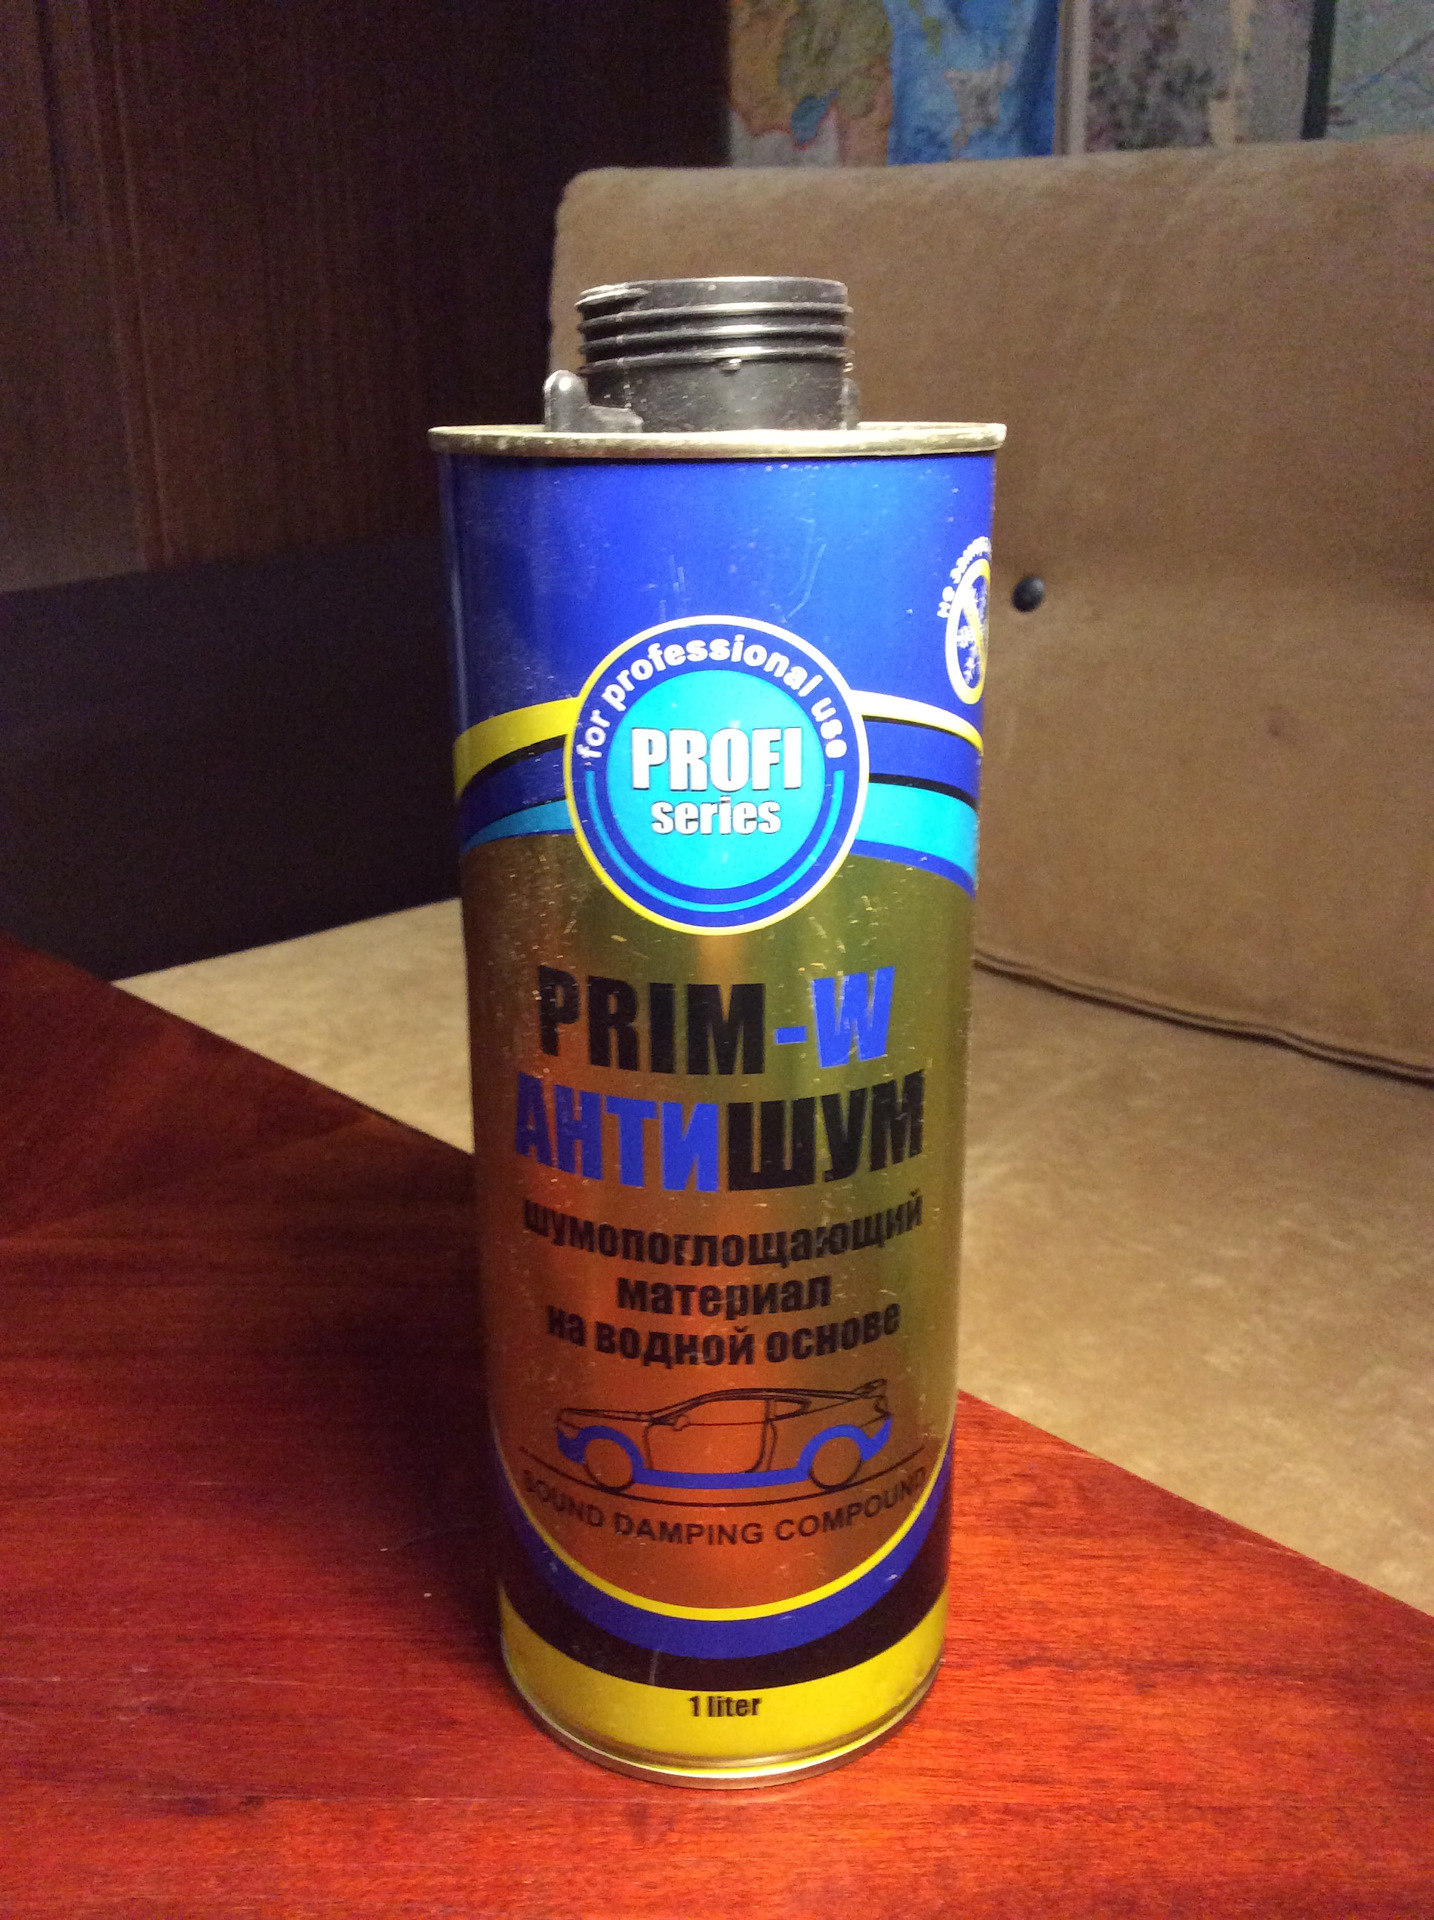 for professional use
PROFI
series
PRIM-W
АНТИШУМ
шумопоглощающий
материал
на водной основе
SOUND DAMPING COMPOUND
1 liter